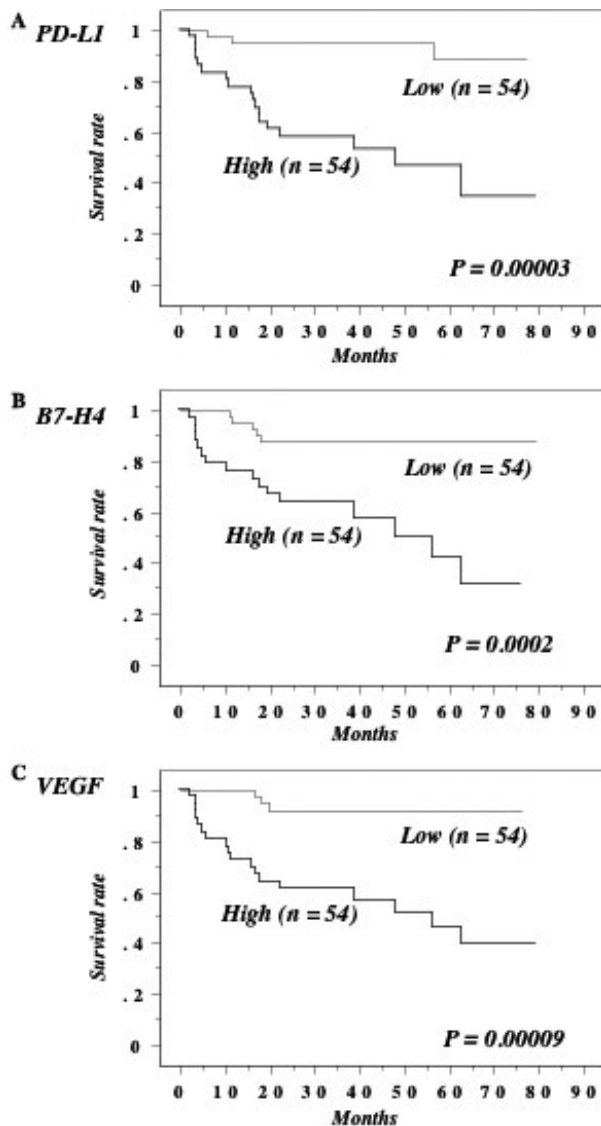 A PD-L1
Survival rate
1
. 8
. 6
. 4
. 2
0
Low (n = 54)
High (n = 54)
P = 0.00003
0 10 20 30 40 50 60 70 80 90
Months
B B7-H4
Survival rate
1
. 8
. 6
. 4
. 2
0
Low (n = 54)
High (n = 54)
P = 0.0002
0 10 20 30 40 50 60 70 80 90
Months
C VEGF
Survival rate
1
. 8
. 6
. 4
. 2
0
Low (n = 54)
High (n = 54)
P = 0.00009
0 10 20 30 40 50 60 70 80 90
Months